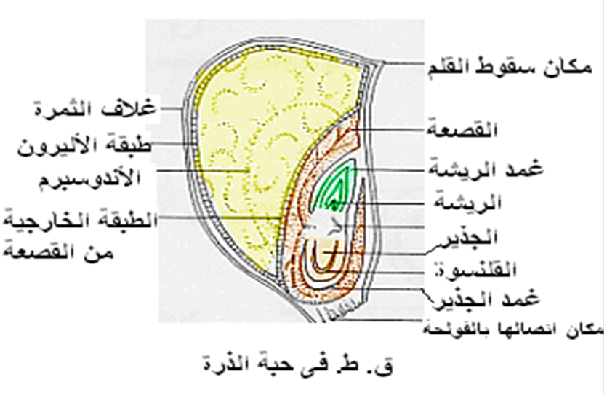 مكان سقوط القلم
غلاف الثمرة
القصعة
طبقة الأليرون
غمد الريشة
الأندوسبرم
الريشة
الطبقة الخارجية
من القصعة
الجذير
القلنسوة
غمد الجذير
مكان اتصالها بالقولحة
ق. ط. فى حبة الذرة